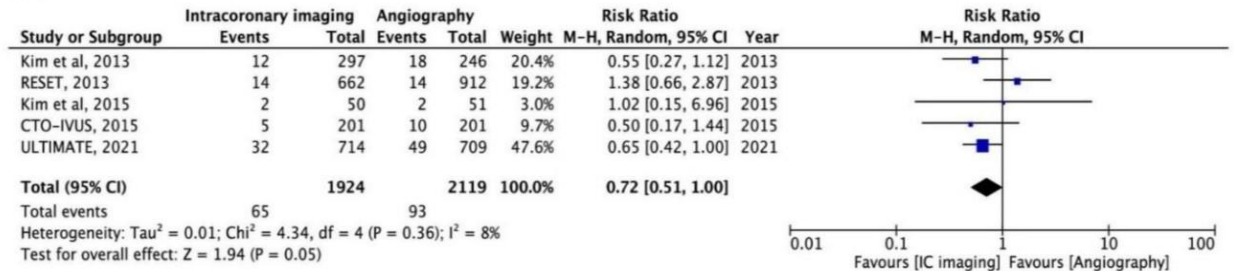 Intracoronary imaging Angiography Risk Ratio Risk Ratio
Study or Subgroup Events Total Events Total Weight M-H, Random, 95% CI Year M-H, Random, 95% CI
Kim et al, 2013 12 297 18 246 20.4% 0.55 [0.27, 1.12] 2013
RESET, 2013 14 662 14 912 19.2% 1.38 [0.66, 2.87] 2013
Kim et al, 2015 2 50 2 51 3.0% 1.02 [0.15, 6.96] 2015
CTO-IVUS, 2015 5 201 10 201 9.7% 0.50 [0.17, 1.44] 2015
ULTIMATE, 2021 32 714 49 709 47.6% 0.65 [0.42, 1.00] 2021
Total (95% CI) 1924 2119 100.0% 0.72 [0.51, 1.00]
Total events 65 93
Heterogeneity: Tau² = 0.01; Chi² = 4.34, df = 4 (P = 0.36); I² = 8%
Test for overall effect: Z = 1.94 (P = 0.05)
0.01 0.1 1 10 100
Favours [IC imaging] Favours [Angiography]